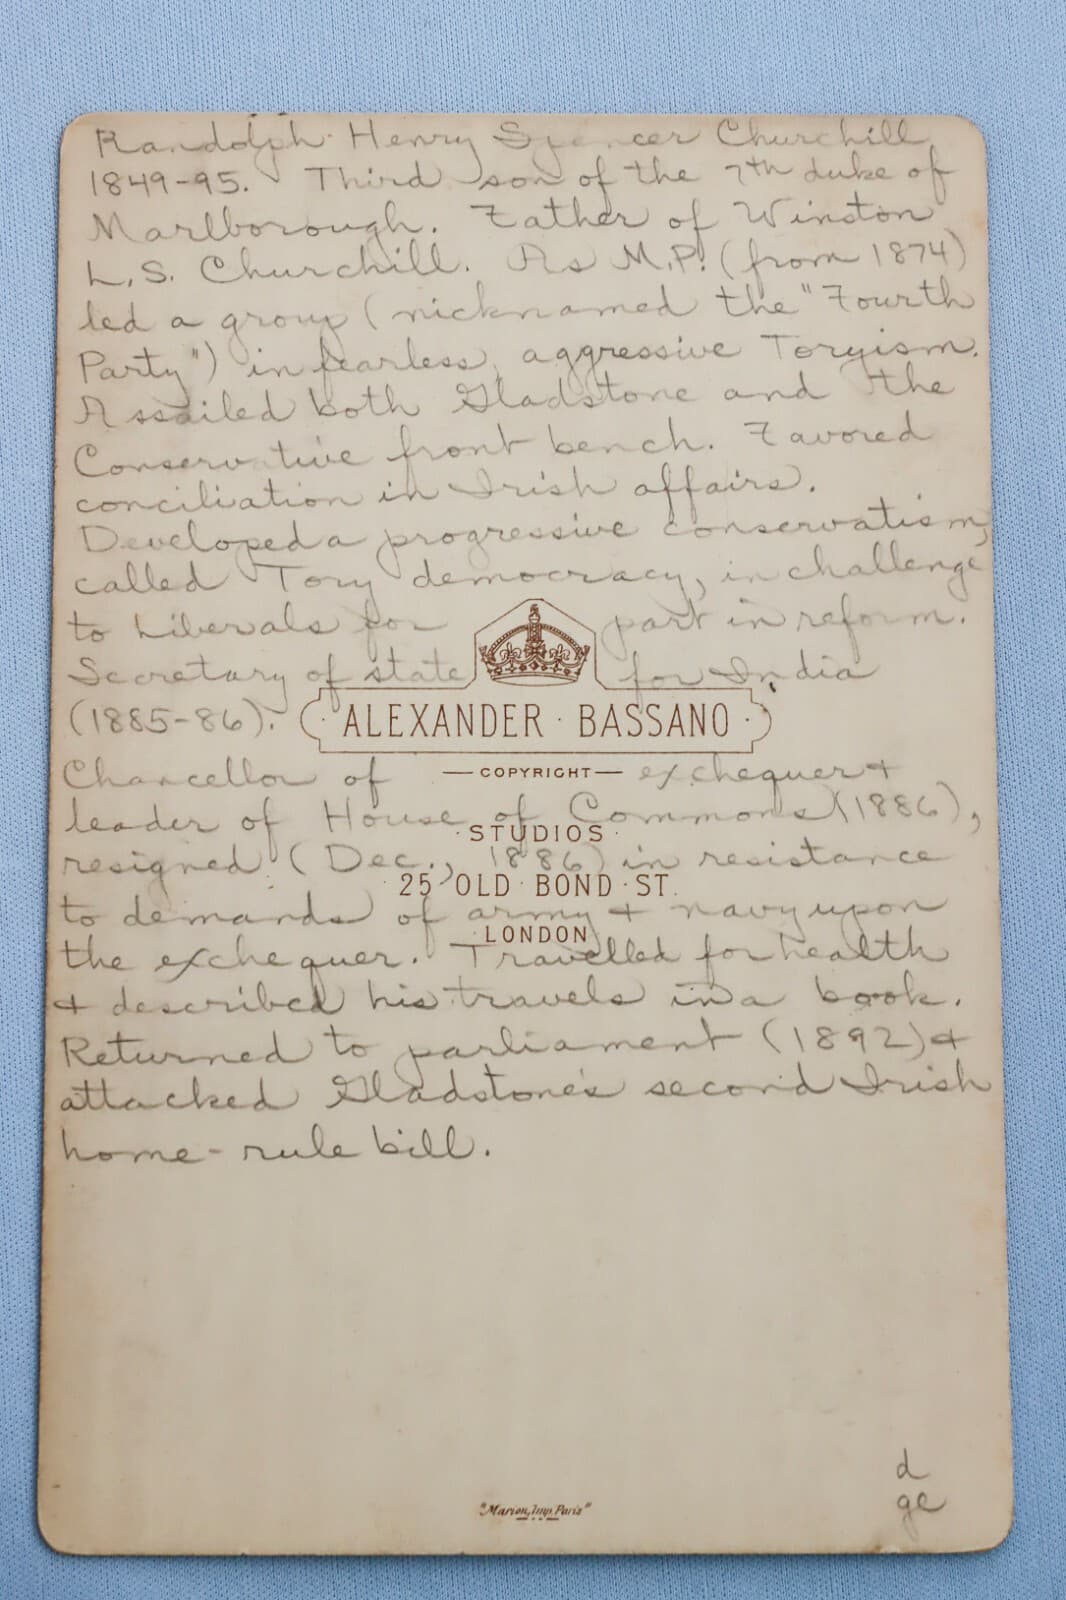 Randolph Henry Spencer Churchill
1849-95. Third son of the 7th duke of
Marlborough. Father of Winston
L.S. Churchill. As M.P. (from 1874)
led a group (nicknamed the "Fourth
Party") in fearless, aggressive Toryism.
Assailed both Gladstone and the
Conservative front bench. Favored
conciliation in Irish affairs.
Developed a progressive conservatism,
called Tory democracy, in challenge
to Liberals for part in reform.
Secretary of state for India
(1885-86).
ALEXANDER · BASSANO ·
Chancellor of exchequer +
— COPYRIGHT —
leader of House of Commons (1886),
· STUDIOS ·
resigned (Dec., 1886) in resistance
25 OLD · BOND · ST.
to demands of army + navy upon
· LONDON
the exchequer. Travelled for health
+ described his travels in a book.
Returned to parliament (1892) +
attacked Gladstone's second Irish
home-rule bill.
d
ge
"Marion, Imp. Paris"